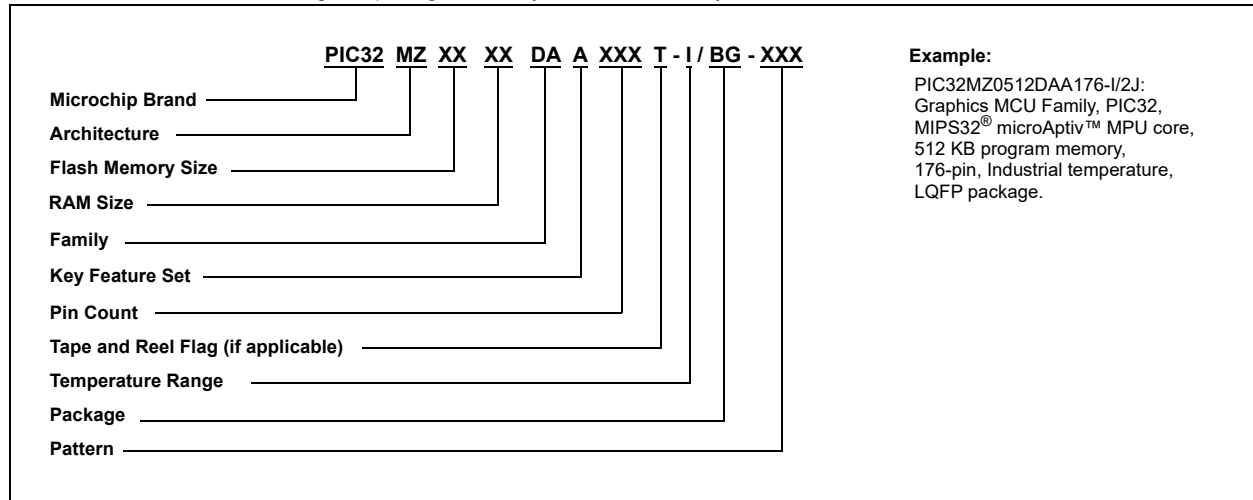 PIC32 MZ XX XX DA A XXX T - I / BG - XXX
Microchip Brand
Architecture
Flash Memory Size
RAM Size
Family
Key Feature Set
Pin Count
Tape and Reel Flag (if applicable)
Temperature Range
Package
Pattern
Example:
PIC32MZ0512DAA176-I/2J:
Graphics MCU Family, PIC32,
MIPS32® microAptiv™ MPU core,
512 KB program memory,
176-pin, Industrial temperature,
LQFP package.